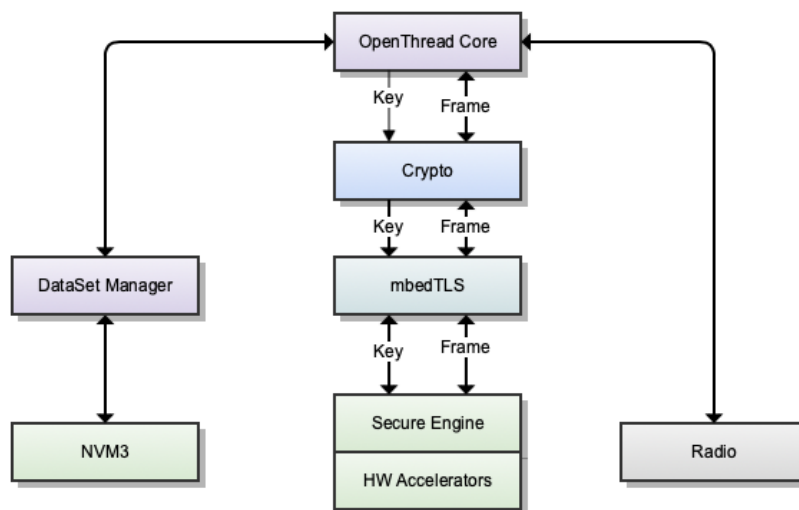 OpenThread Core
Key
Frame
Crypto
Key
Frame
DataSet Manager
mbedTLS
Key
Frame
Secure Engine
NVM3
Radio
HW Accelerators